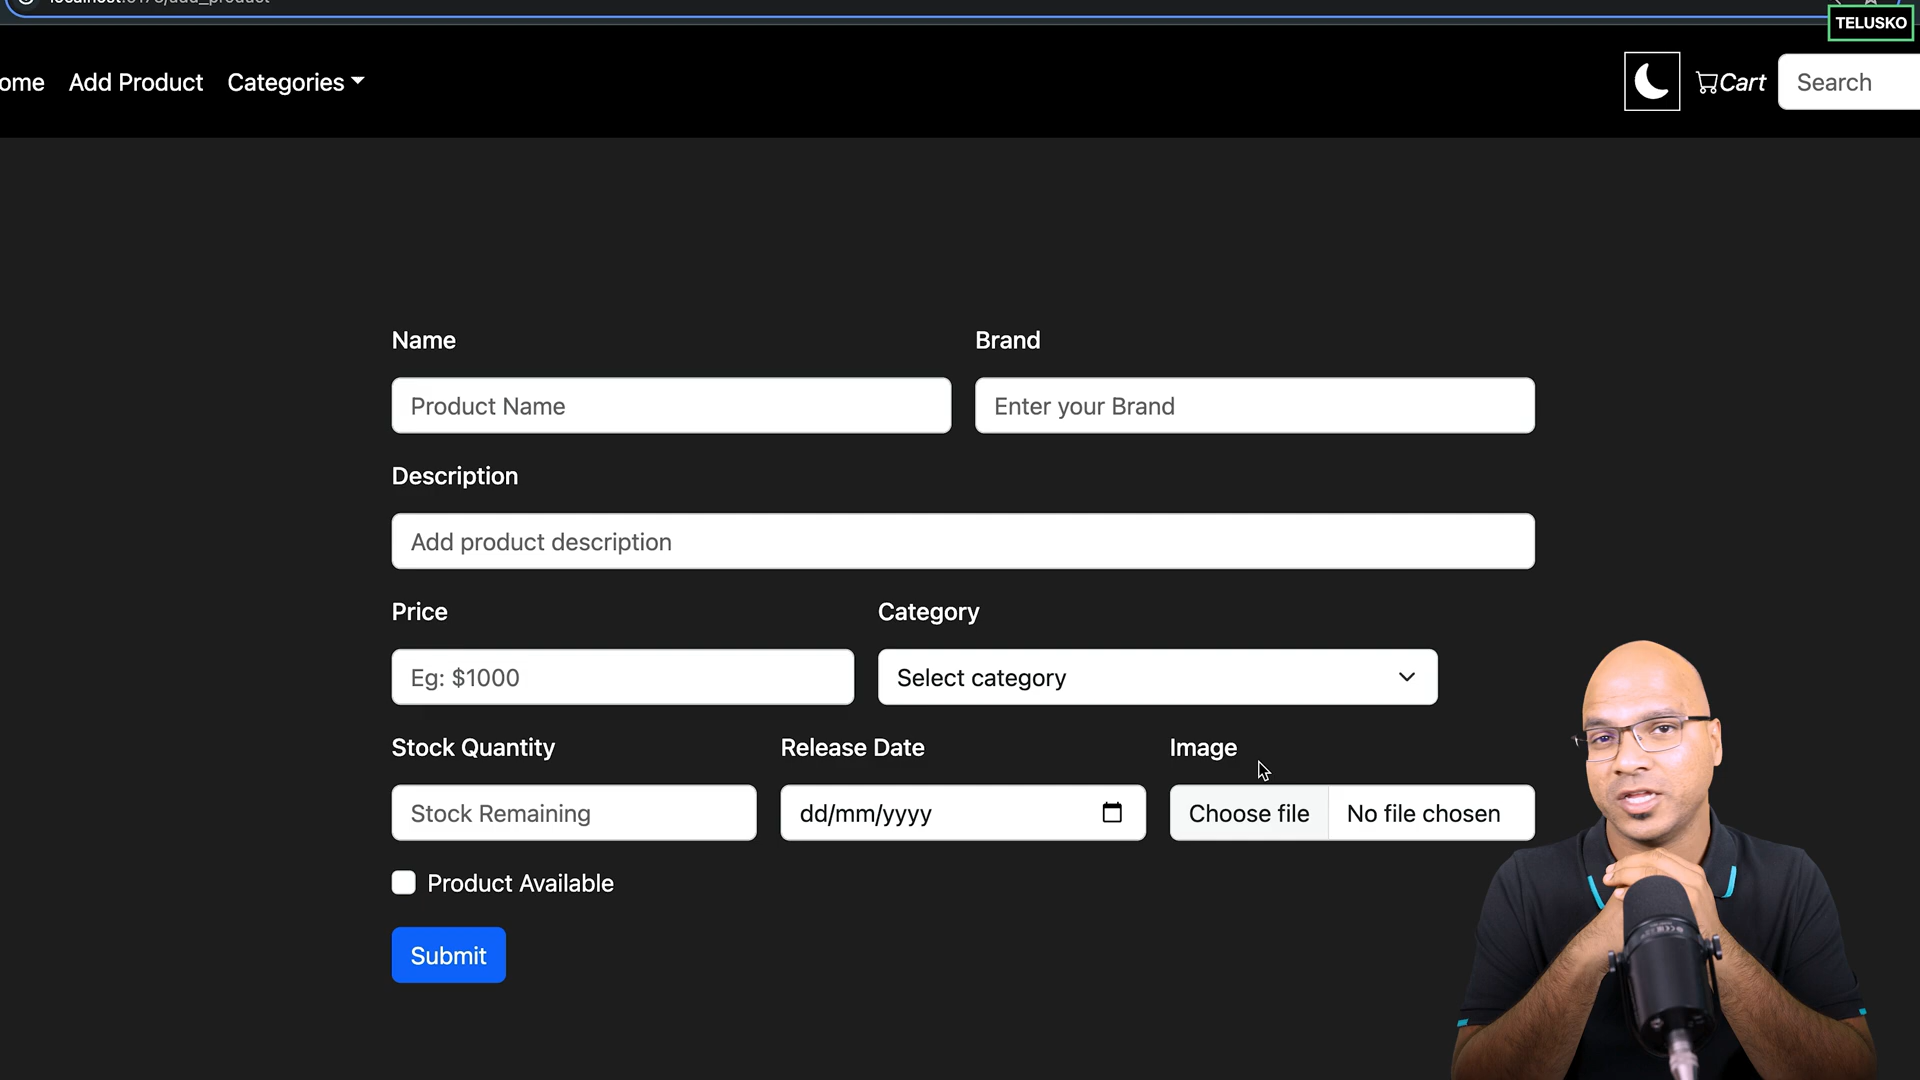 TELUSKO
ome Add Product Categories Cart Search
Name Brand
Product Name Enter your Brand
Description
Add product description
Price Category
Eg: $1000 Select category
Stock Quantity Release Date Image
Stock Remaining dd/mm/yyyy Choose file No file chosen
Product Available
Submit